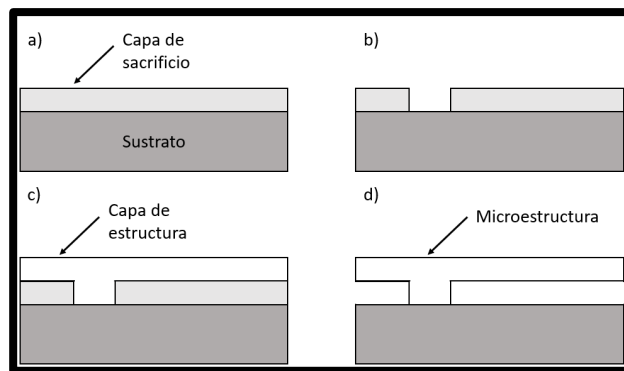 a)
Capa de
sacrificio
Sustrato
b)
c)
Capa de
estructura
d)
Microestructura